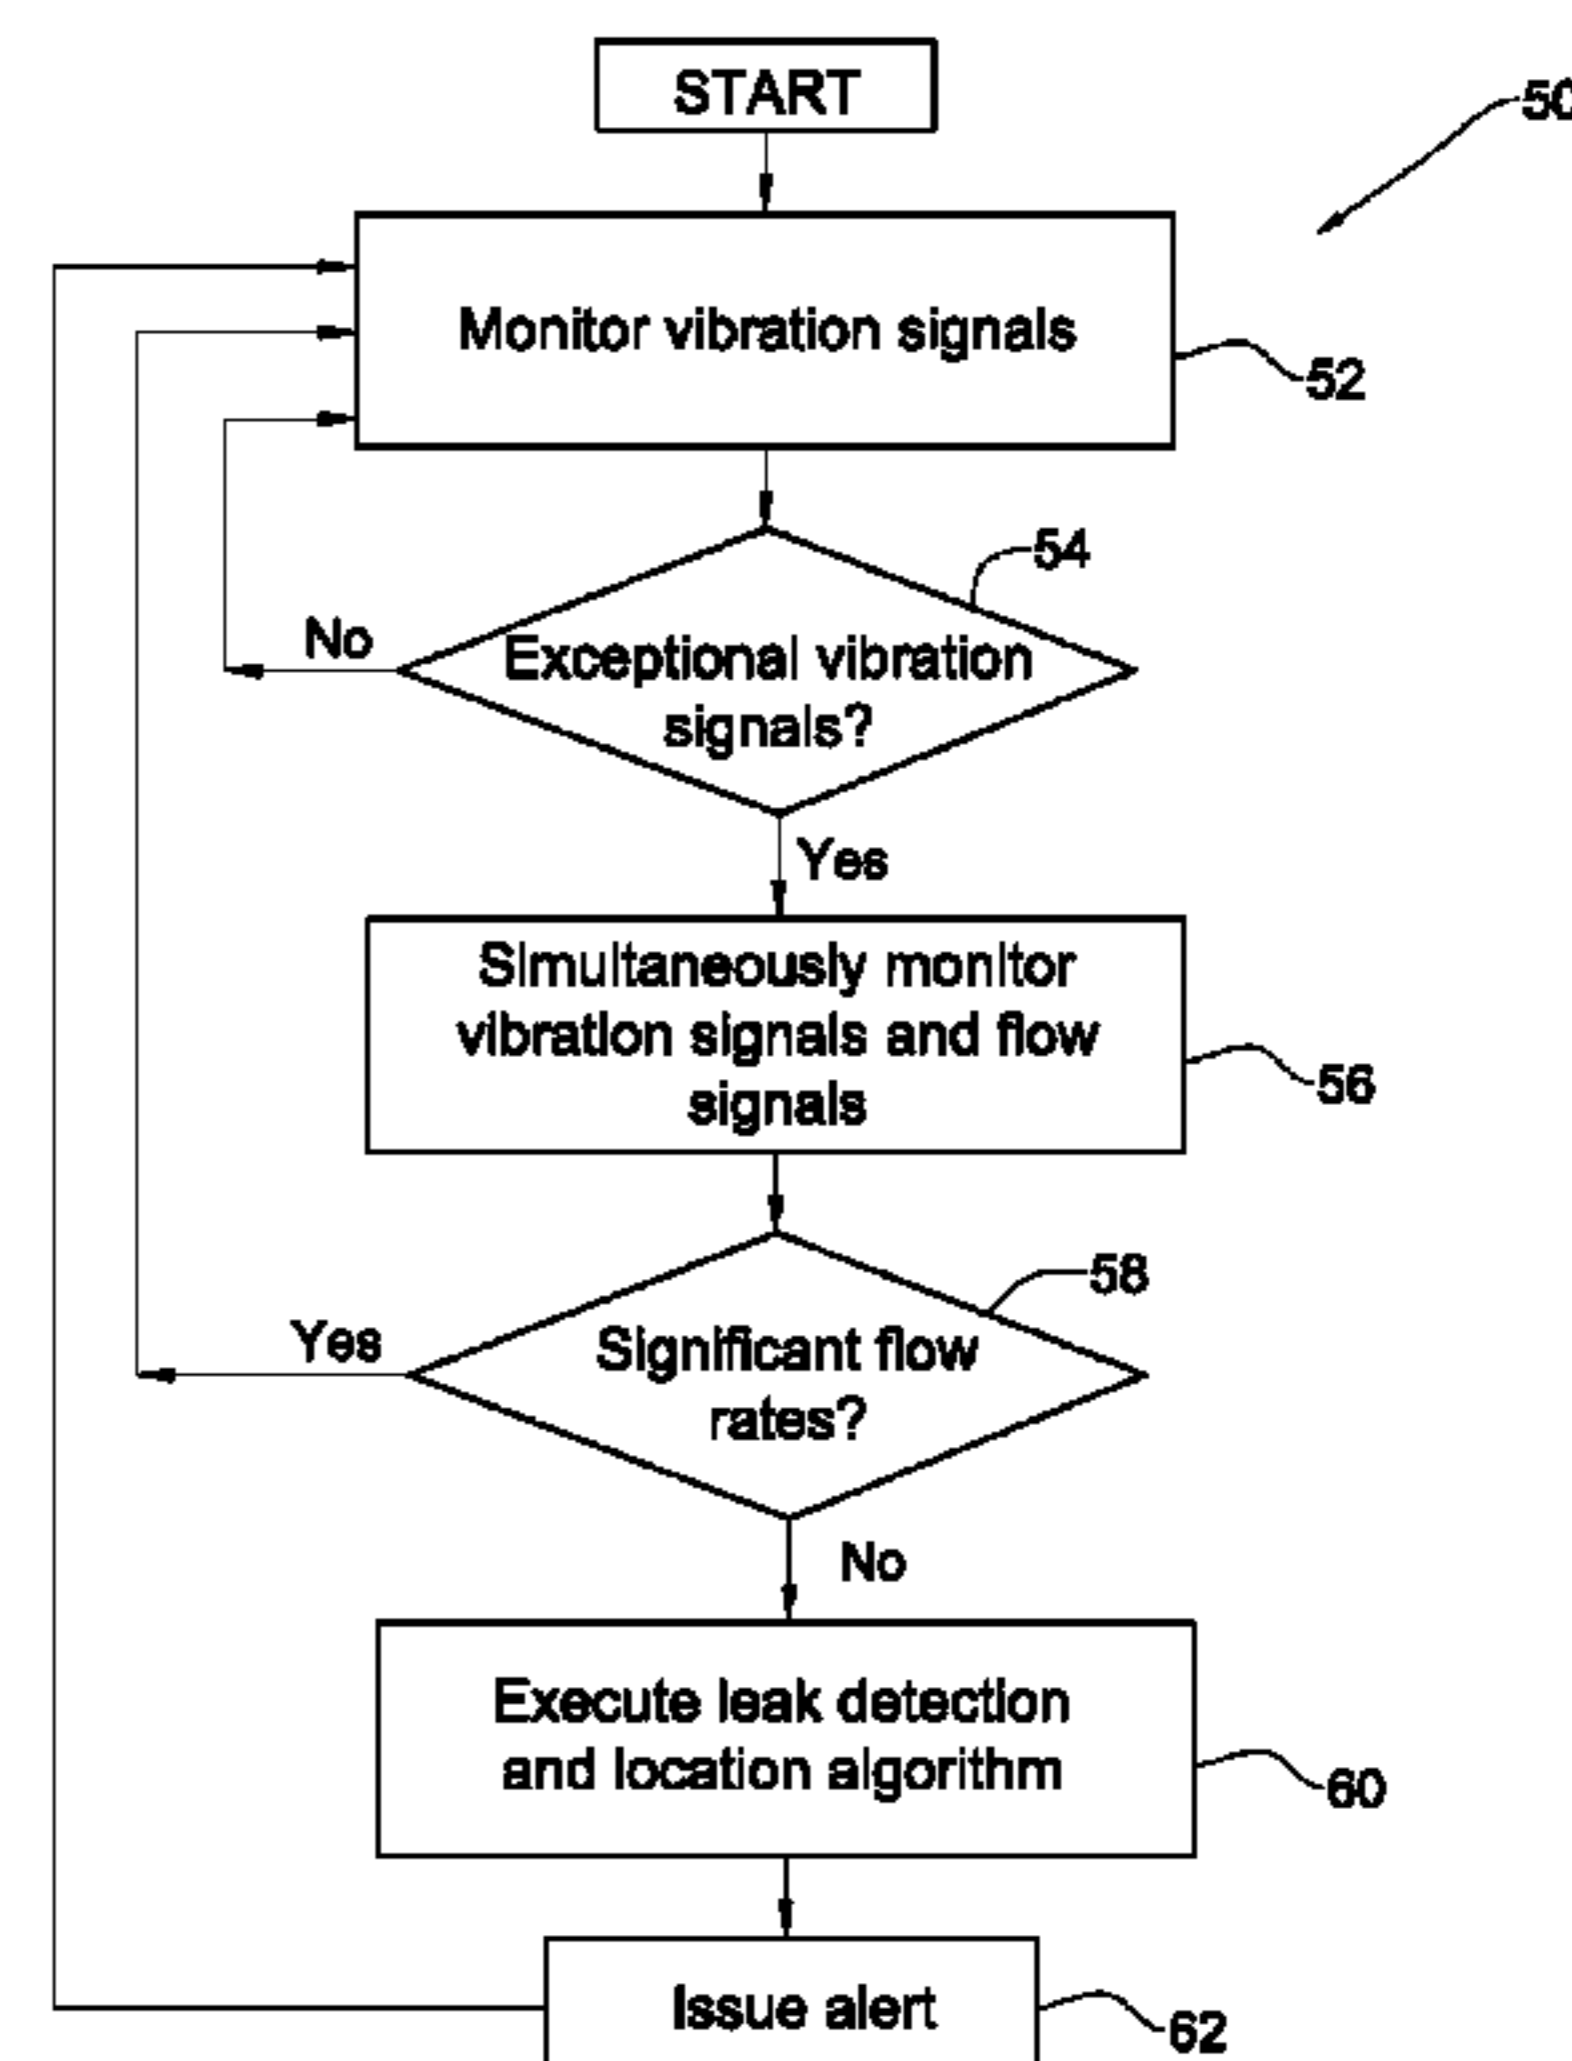 START
50
Monitor vibration signals
52
54
No
Exceptional vibration
signals?
Yes
Simultaneously monitor
vibration signals and flow
signals
56
58
Yes
Significant flow
rates?
No
Execute leak detection
and location algorithm
60
Issue alert
62